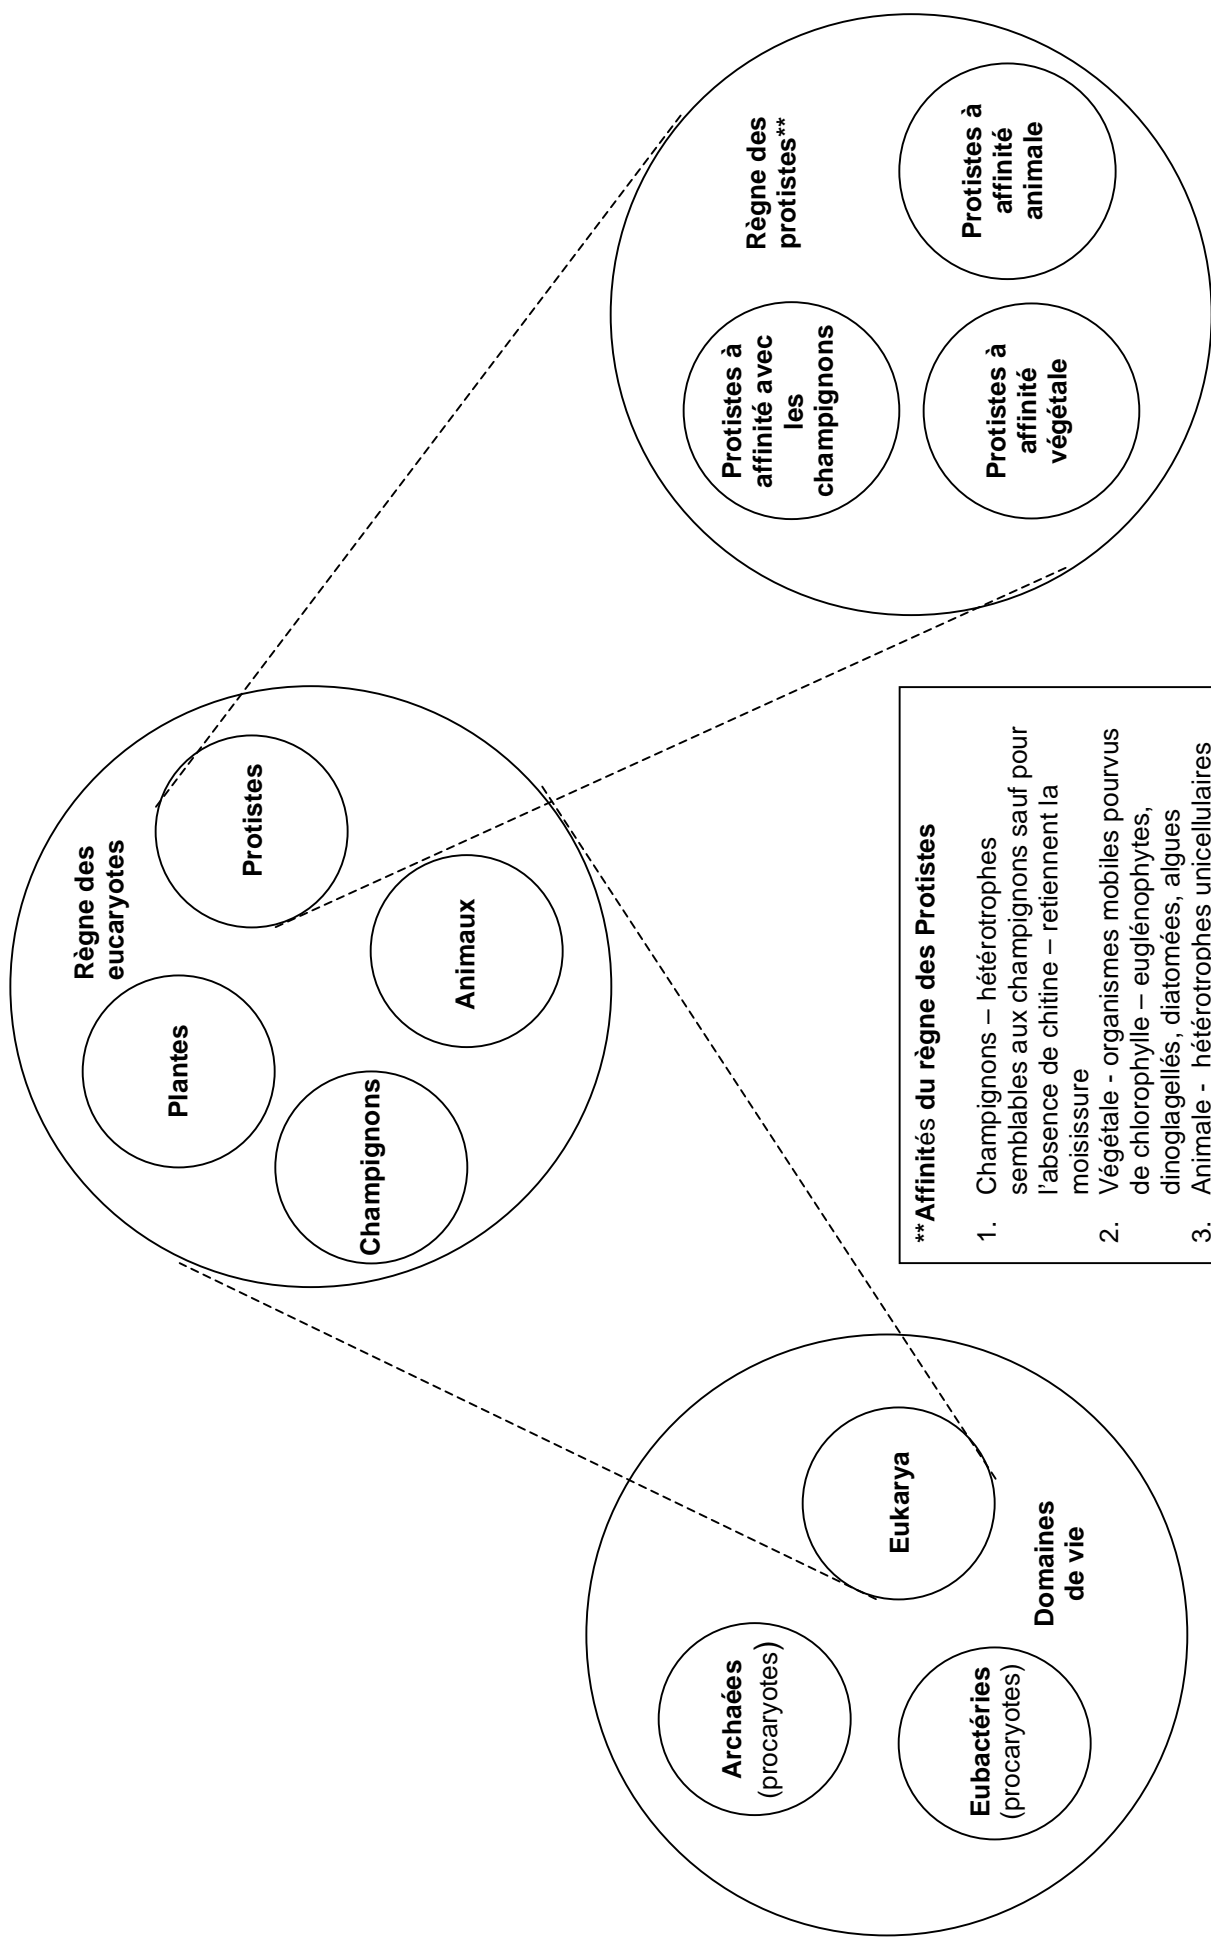 Règne des
eucaryotes
Plantes
Protistes
Champignons
Animaux
Archaées
(procaryotes)
Eukarya
Eubactéries
(procaryotes)
Domaines
de vie
Règne des
protistes**
Protistes à
affinité avec
les
champignons
Protistes à
affinité
animale
Protistes à
affinité
végétale
**Affinités du règne des Protistes
1. Champignons – hétérotrophes
semblables aux champignons sauf pour
l'absence de chitine – retiennent la
moisissure
2. Végétale - organismes mobiles pourvus
de chlorophylle – euglénophytes,
dinoglagellés, diatomées, algues
3. Animale - hétérotrophes unicellulaires